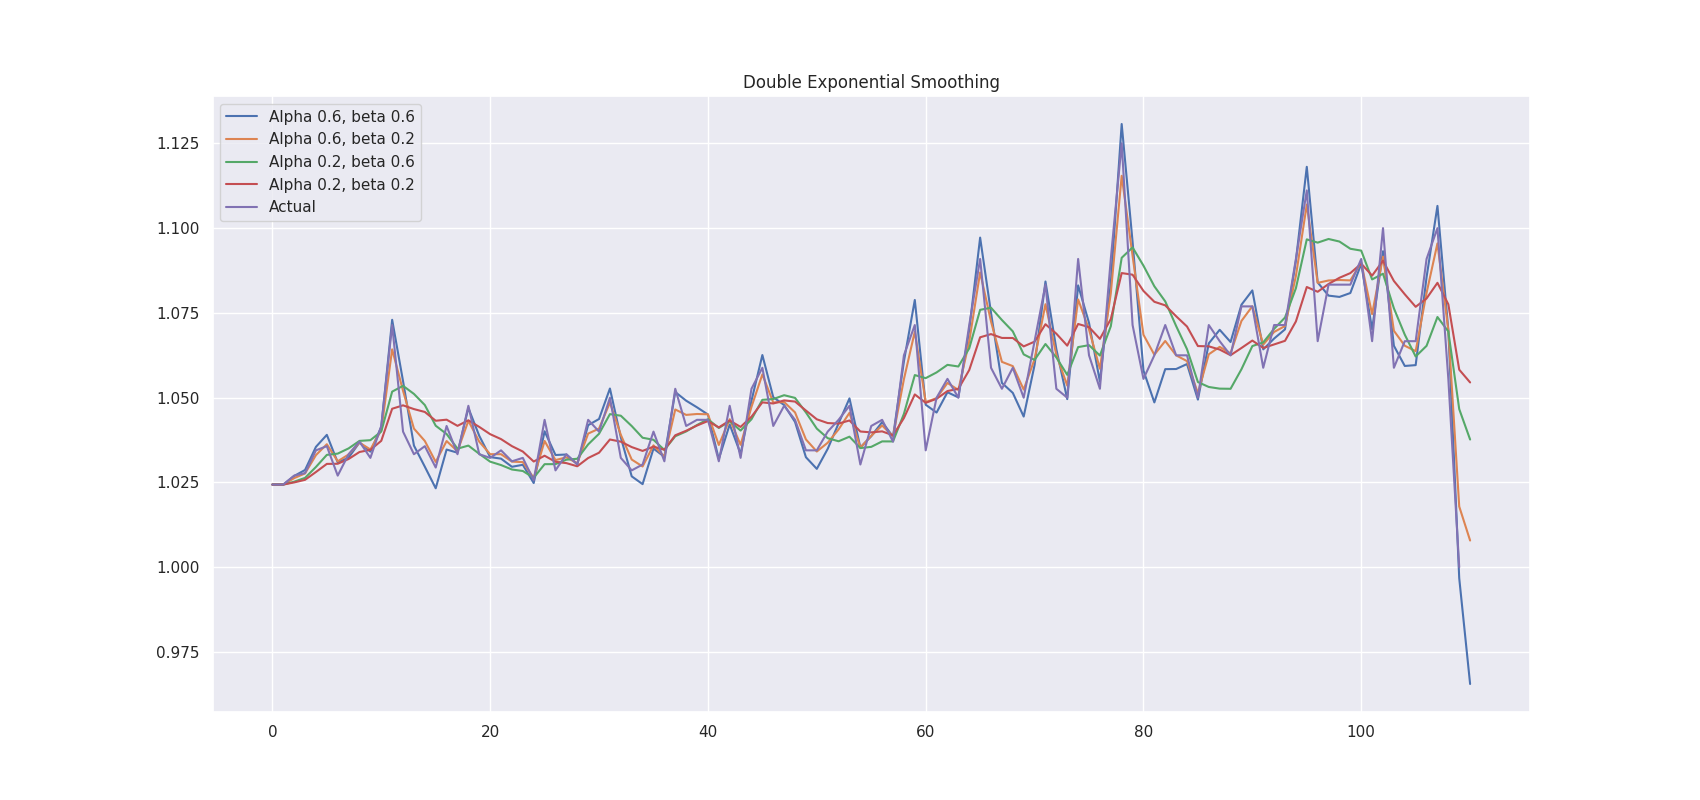 Double Exponential Smoothing
Alpha 0.6, beta 0.6
Alpha 0.6, beta 0.2
Alpha 0.2, beta 0.6
Alpha 0.2, beta 0.2
Actual
1.125
1.100
1.075
1.050
1.025
1.000
0.975
0 20 40 60 80 100